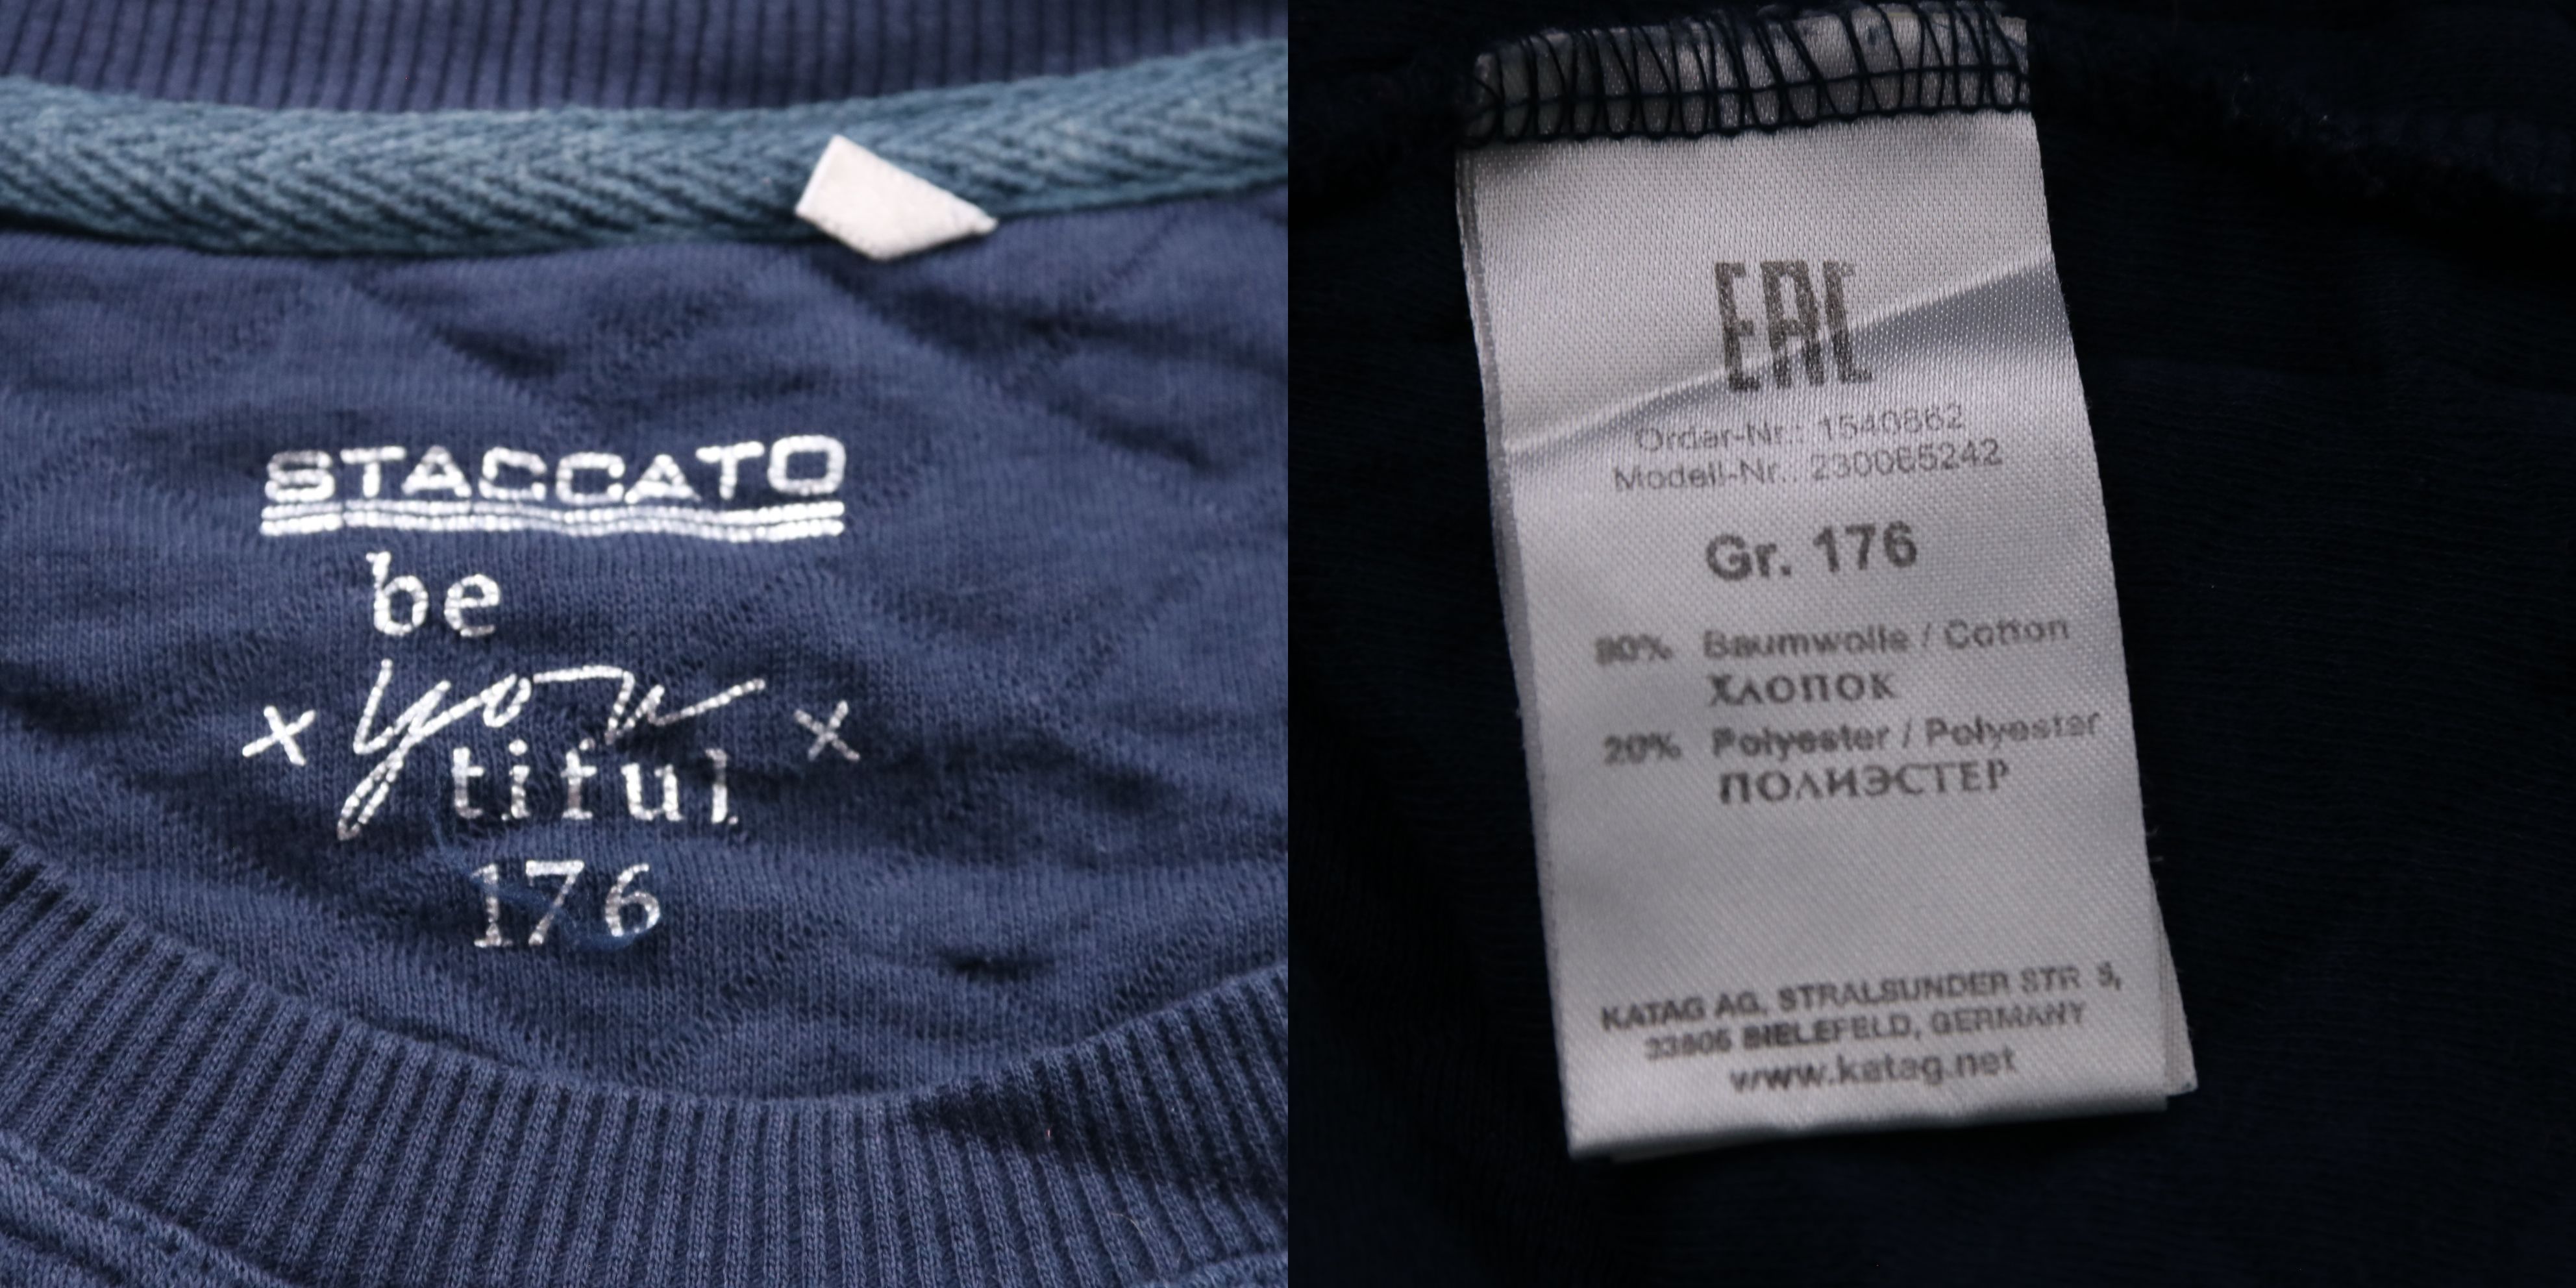 STACCATO
be
x you x
tiful
176
EAC
Order-Nr.: 1540862
Modell-Nr.: 230065242
Gr. 176
80% Baumwolle / Cotton
ХЛОПОК
20% Polyester / Polyester
ПОЛИЭСТЕР
KATAG AG, STRALSUNDER STR. 5,
33605 BIELEFELD, GERMANY
www.katag.net